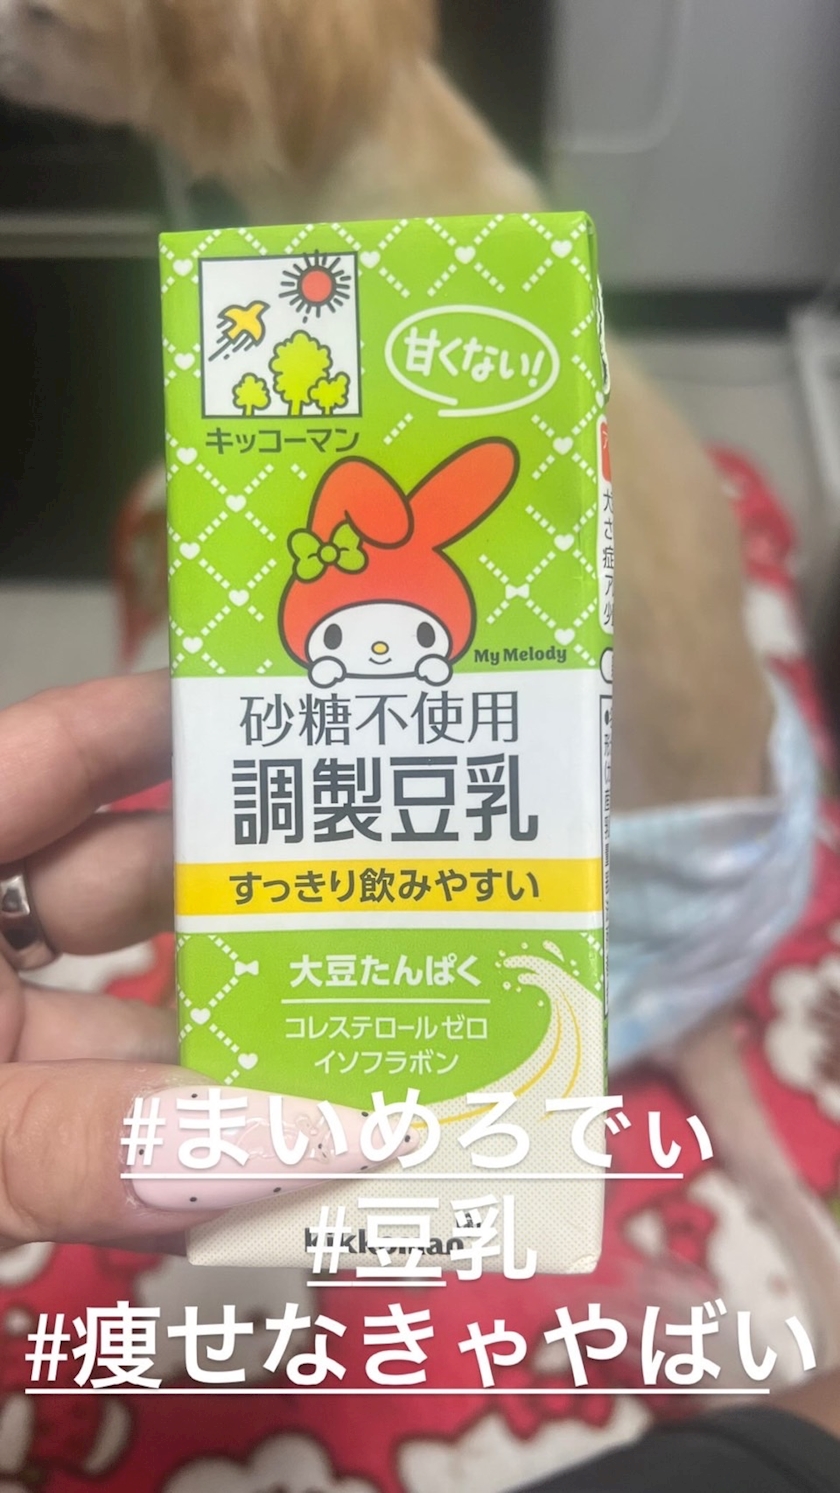 キッコーマン
甘くない!
My Melody
砂糖不使用
調製豆乳
すっきり飲みやすい
大豆たんぱく
コレステロール ゼロ
イソフラボン
#まいめろでぃ
kikkoman
#豆乳
#痩せなきゃやばい